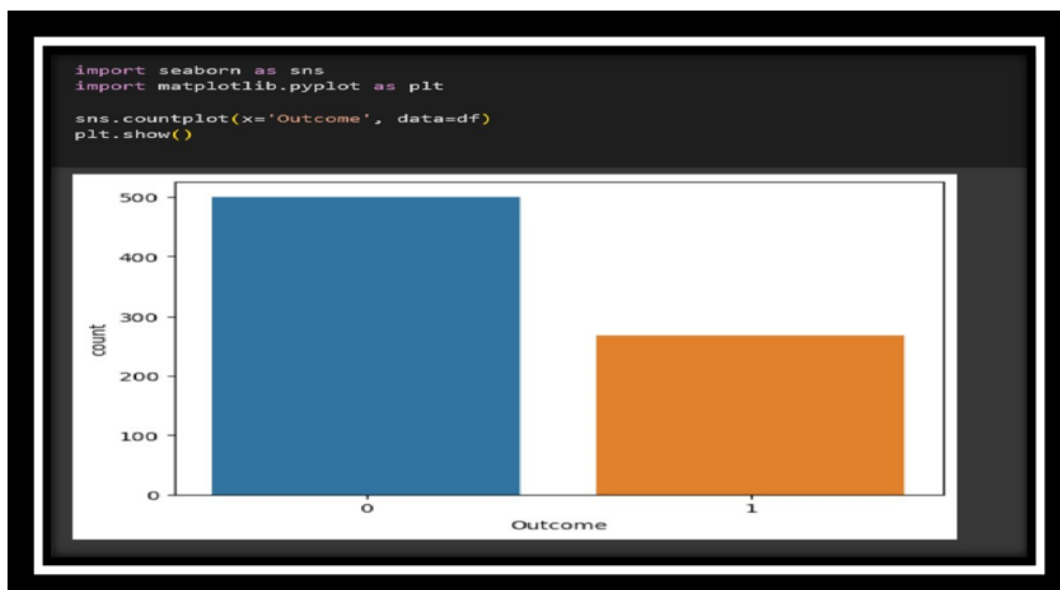 import seaborn as sns
import matplotlib.pyplot as plt
sns.countplot(x='Outcome', data=df)
plt.show()
500
400
300
200
100
0
count
0 1
Outcome